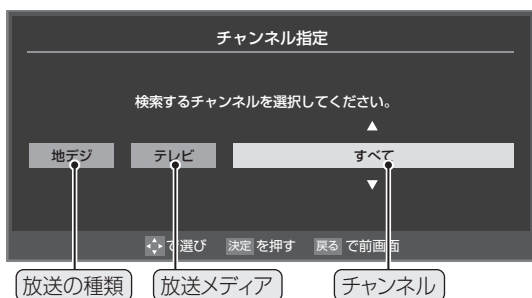 チャンネル指定
検索するチャンネルを選択してください。
▲
地デジ テレビ すべて
▼
で選び 決定 を押す 戻る で前画面
放送の種類 放送メディア チャンネル